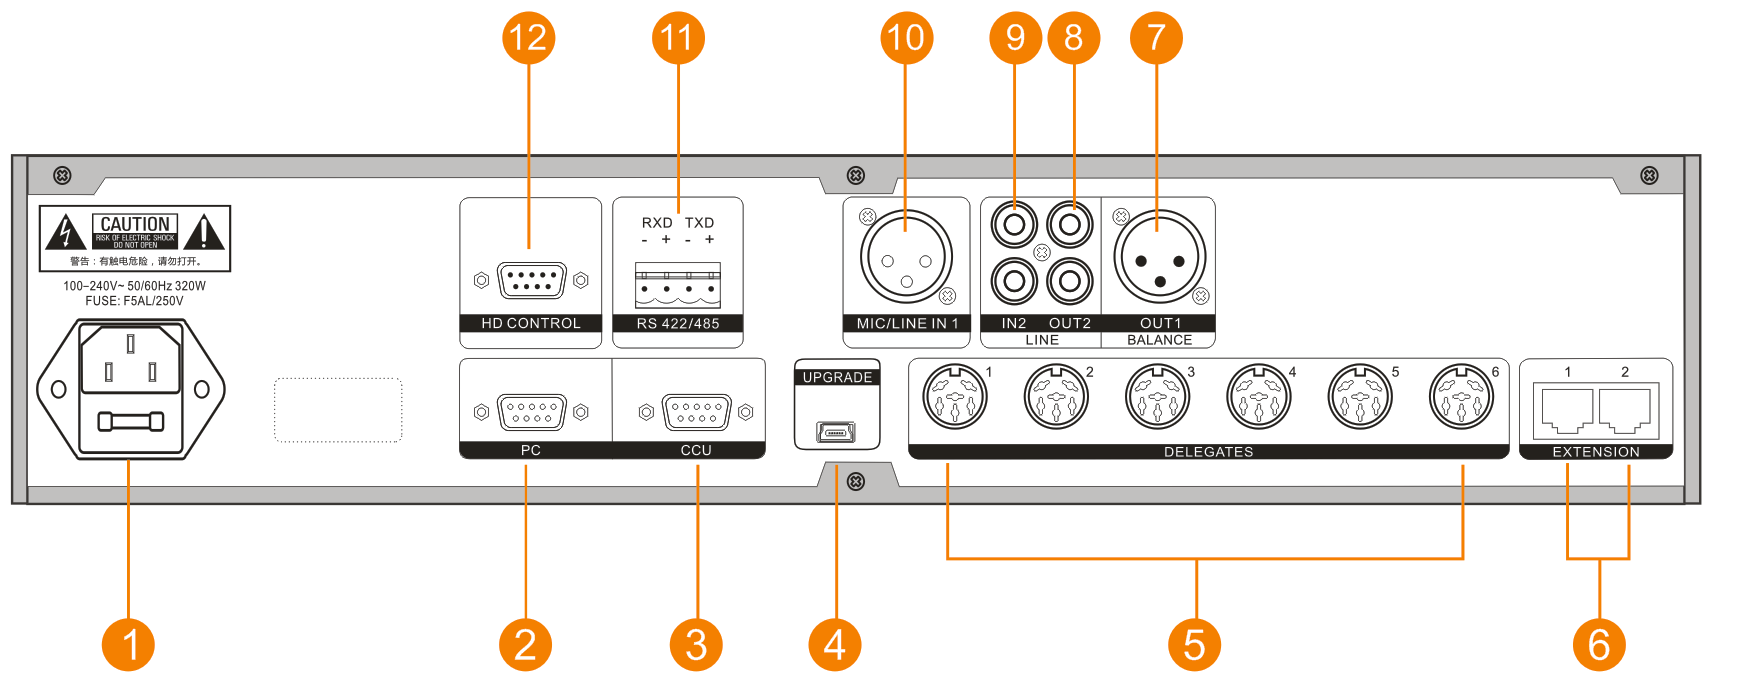 12 11 10 9 8 7
CAUTION
RISK OF ELECTRIC SHOCK
DO NOT OPEN
警告：有触电危险，请勿打开。
100~240V~ 50/60Hz 320W
FUSE: F5AL/250V
HD CONTROL
RXD TXD
- + - +
RS 422/485
MIC/LINE IN 1
IN2 OUT2
LINE
OUT1
BALANCE
PC
CCU
UPGRADE
1 2 3 4 5 6
DELEGATES
1 2
EXTENSION
1 2 3 4 5 6